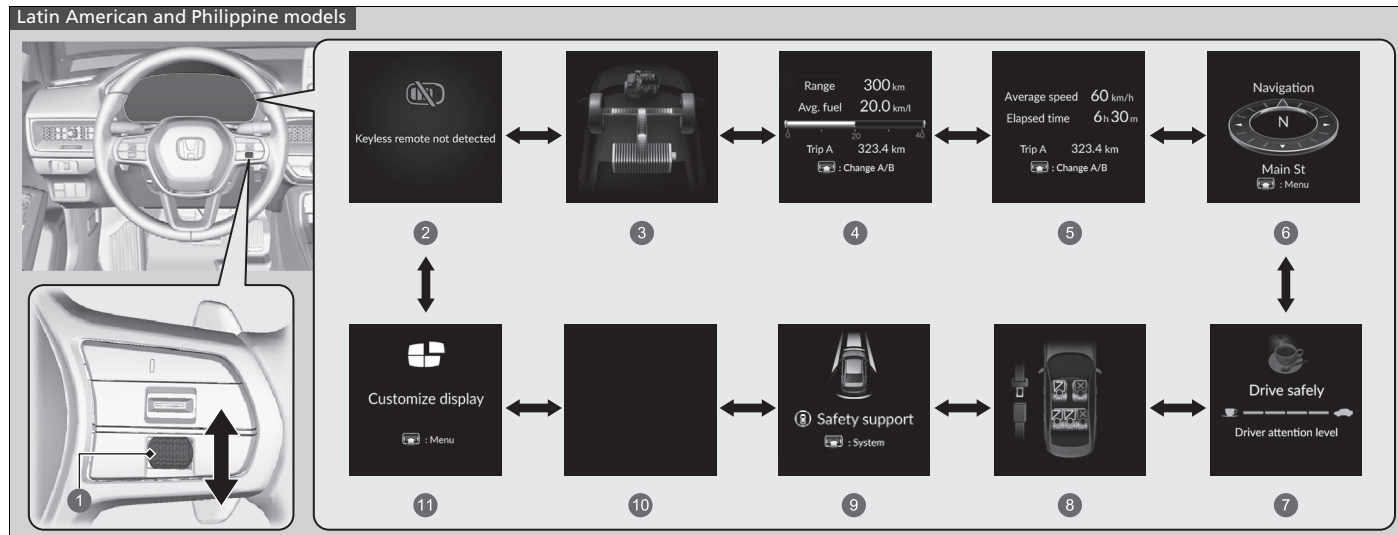 Latin American and Philippine models
Keyless remote not detected
Range 300 km
Avg. fuel 20.0 km/l
0 20 40
Trip A 323.4 km
: Change A/B
Average speed 60 km/h
Elapsed time 6 h 30 m
Trip A 323.4 km
: Change A/B
Navigation
N
Main St
: Menu
2
3
4
5
6
Customize display
: Menu
Safety support
: System
Drive safely
Driver attention level
1
11
10
9
8
7